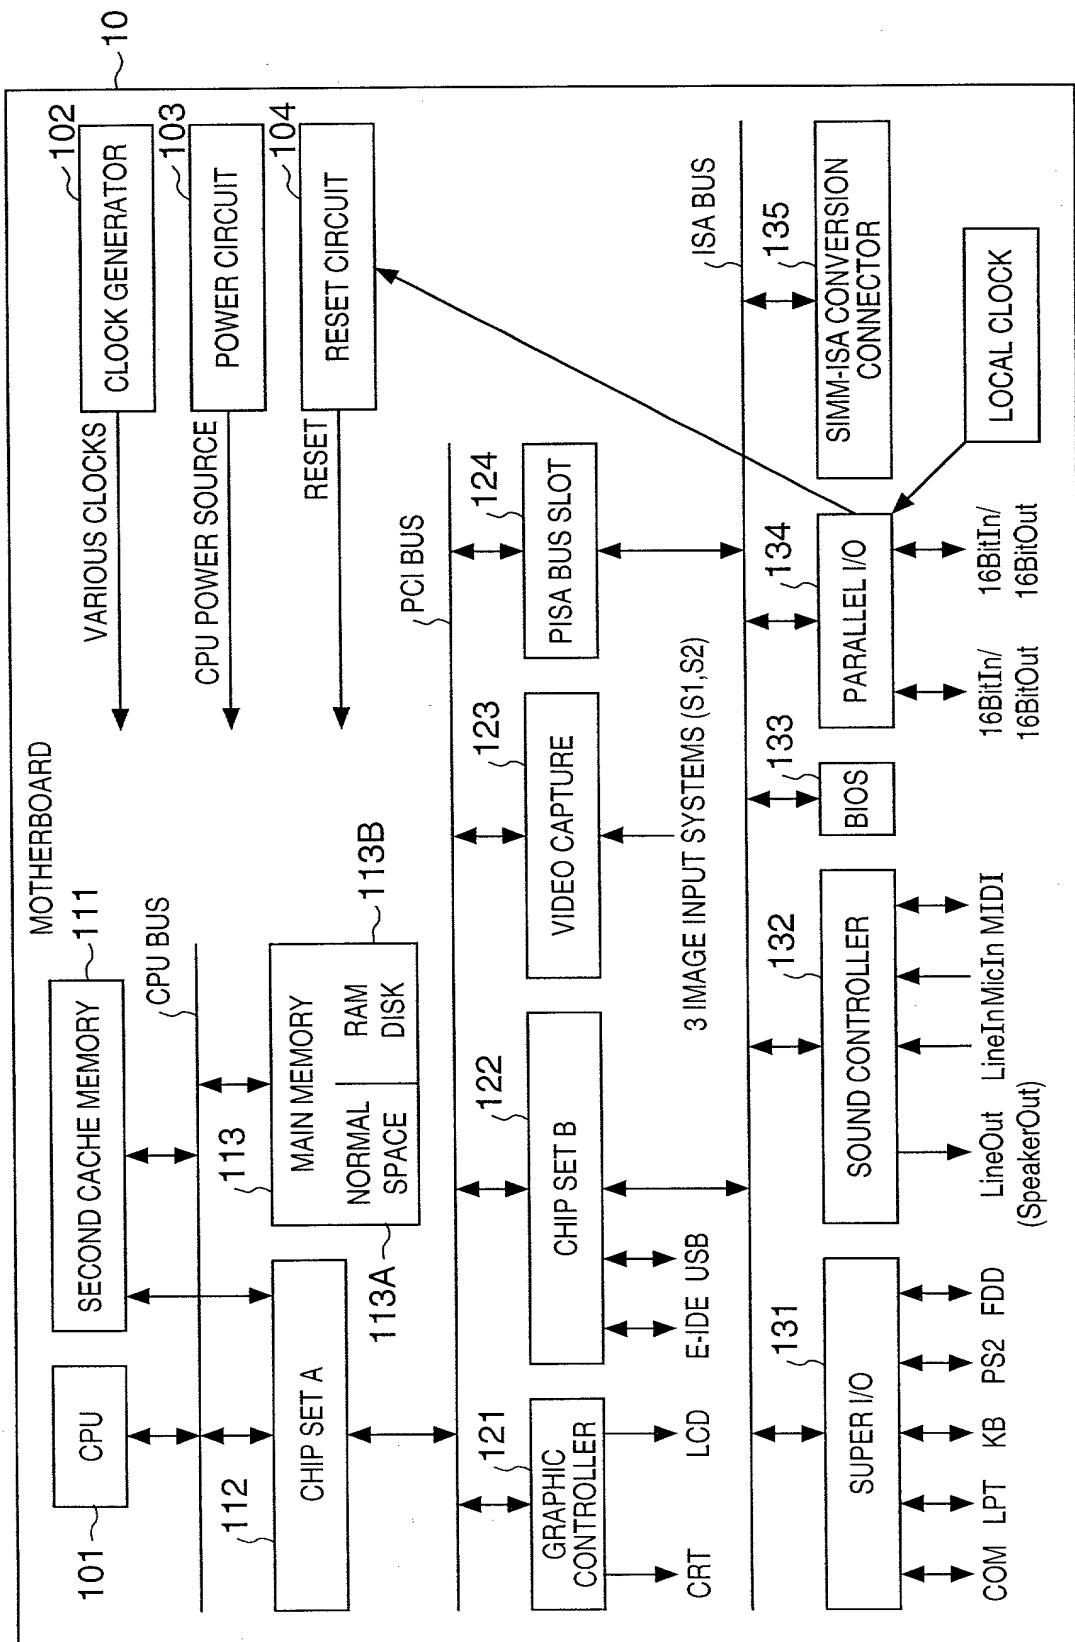 10
MOTHERBOARD
101
CPU
SECOND CACHE MEMORY
111
VARIOUS CLOCKS
CLOCK GENERATOR
102
CPU BUS
CPU POWER SOURCE
POWER CIRCUIT
103
112
CHIP SET A
113
MAIN MEMORY
NORMAL
SPACE
RAM
DISK
113A
113B
RESET
RESET CIRCUIT
104
PCI BUS
121
GRAPHIC
CONTROLLER
CRT
LCD
122
CHIP SET B
E-IDE
USB
123
VIDEO CAPTURE
3 IMAGE INPUT SYSTEMS (S1,S2)
124
PISA BUS SLOT
ISA BUS
131
SUPER I/O
COM
LPT
KB
PS2
FDD
132
SOUND CONTROLLER
LineOut
(SpeakerOut)
LineIn
MicIn
MIDI
133
BIOS
134
PARALLEL I/O
16BitIn/
16BitOut
16BitIn/
16BitOut
135
SIMM-ISA CONVERSION
CONNECTOR
LOCAL CLOCK